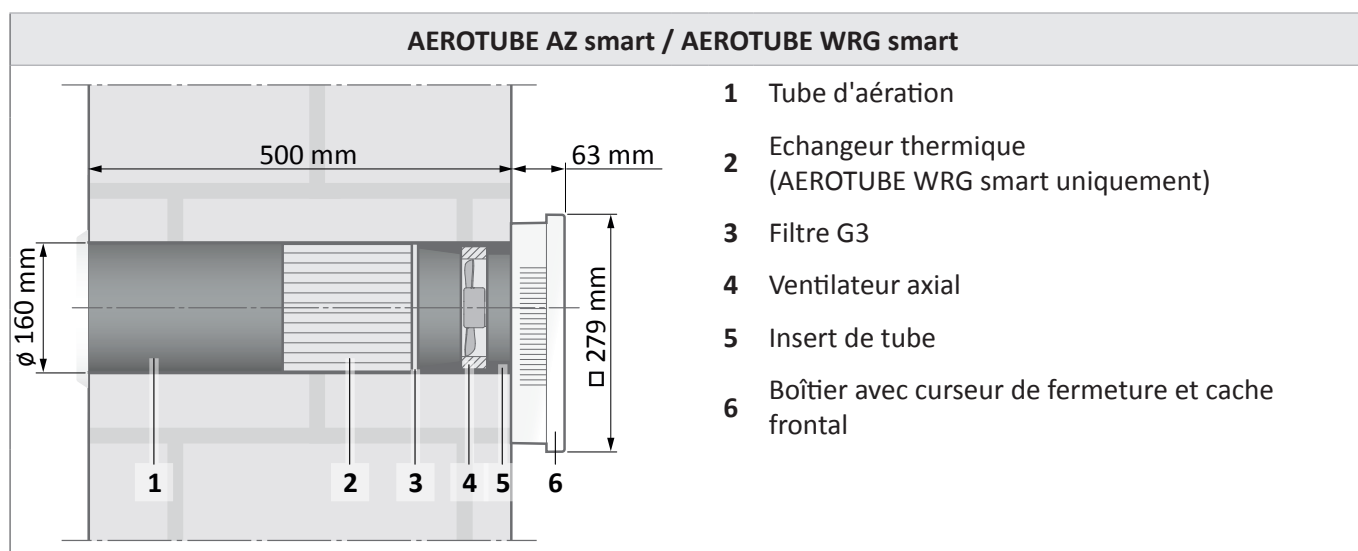 AEROTUBE AZ smart / AEROTUBE WRG smart
500 mm
63 mm
ø 160 mm
□ 279 mm
1
2
3
4
5
6
1 Tube d'aération
2 Echangeur thermique
(AEROTUBE WRG smart uniquement)
3 Filtre G3
4 Ventilateur axial
5 Insert de tube
6 Boîtier avec curseur de fermeture et cache
frontal